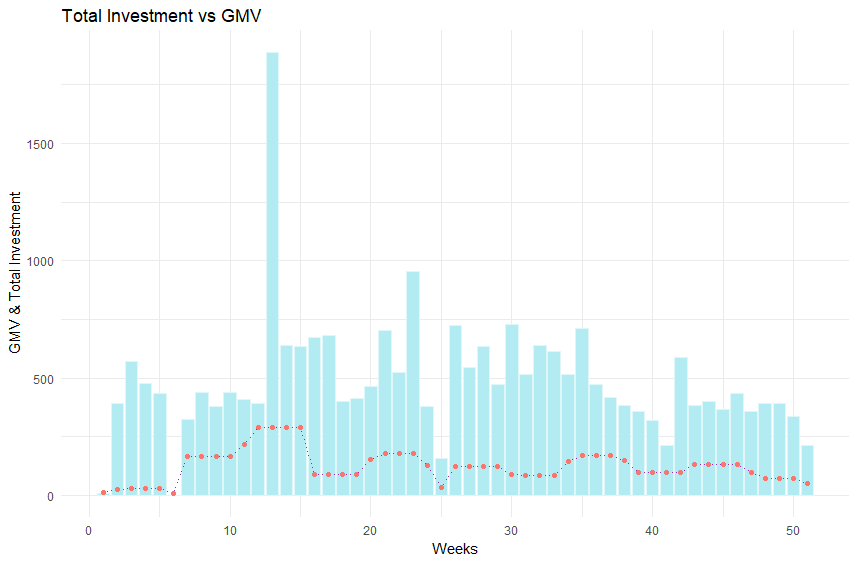 Total Investment vs GMV
GMV & Total Investment
1500
1000
500
0
0 10 20 30 40 50
Weeks